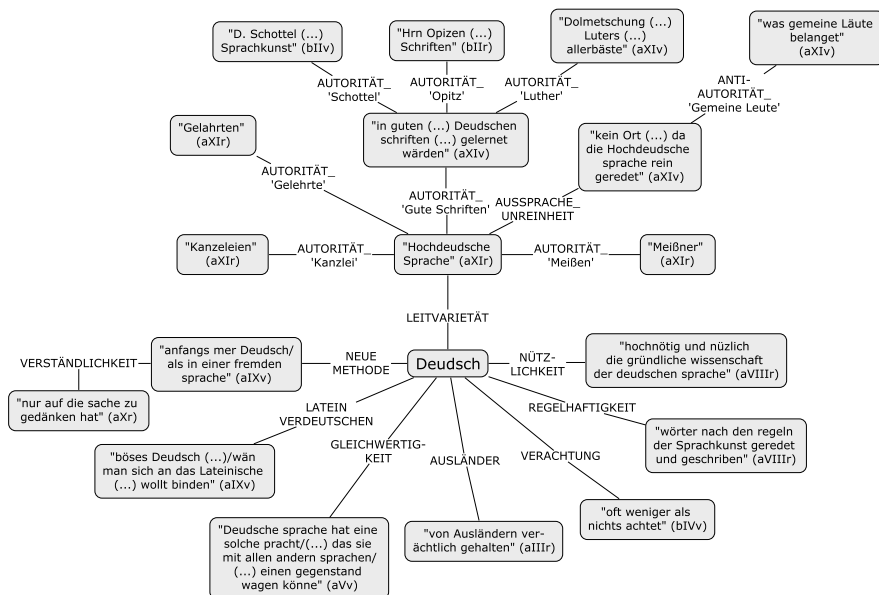 "D. Schottel (...)
Sprachkunst" (bIIv)
"Hrn Opizen (...)
Schriften" (bIIr)
"Dolmetschung (...)
Luters (...)
allerbäste" (aXIv)
"was gemeine Läute
belanget"
(aXIv)
AUTORITÄT_
'Schottel'
AUTORITÄT_
'Opitz'
AUTORITÄT_
'Luther'
ANTI-
AUTORITÄT_
'Gemeine Leute'
"Gelahrten"
(aXIr)
"in guten (...) Deudschen
schriften (...) gelernet
wärden" (aXIv)
"kein Ort (...) da
die Hochdeudsche
sprache rein
geredet" (aXIv)
AUTORITÄT_
'Gelehrte'
AUTORITÄT_
'Gute Schriften'
AUSSPRACHE_
UNREINHEIT
"Kanzeleien"
(aXIr)
AUTORITÄT_
'Kanzlei'
"Hochdeudsche
Sprache" (aXIr)
AUTORITÄT_
'Meißen'
"Meißner"
(aXIr)
LEITVARIETÄT
VERSTÄNDLICHKEIT
"anfangs mer Deudsch/
als in einer fremden
sprache" (aIXv)
NEUE
METHODE
Deudsch
NÜTZ-
LICHKEIT
"hochnötig und nüzlich
die gründliche wissenschaft
der deudschen sprache" (aVIIIr)
"nur auf die sache zu
gedänken hat" (aXr)
LATEIN
VERDEUTSCHEN
REGELHAFTIGKEIT
"wörter nach den regeln
der Sprachkunst geredet
und geschriben" (aVIIIr)
"böses Deudsch (...)/wän
man sich an das Lateinische
(...) wollt binden" (aIXv)
GLEICHWERTIG-
KEIT
AUSLÄNDER
VERACHTUNG
"Deudsche sprache hat eine
solche pracht/(...) das sie
mit allen andern sprachen/
(...) einen gegenstand
wagen könne" (aVv)
"von Ausländern ver-
ächtlich gehalten" (aIIIr)
"oft weniger als
nichts achtet" (bIVv)